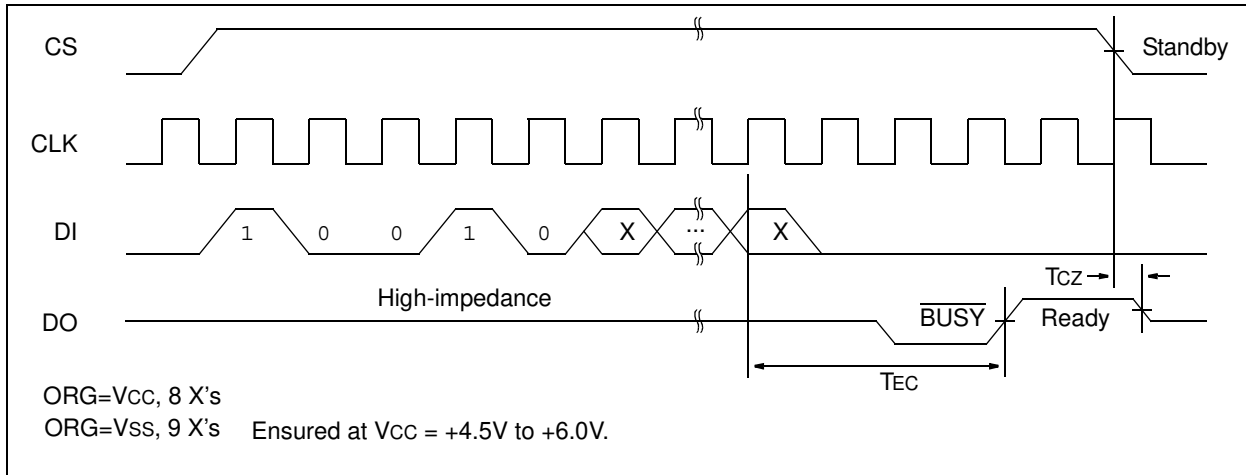 CS
Standby
CLK
DI
1 0 0 1 0 X ... X
TCZ
High-impedance
DO
BUSY
Ready
TEC
ORG=VCC, 8 X's
ORG=VSS, 9 X's Ensured at VCC = +4.5V to +6.0V.